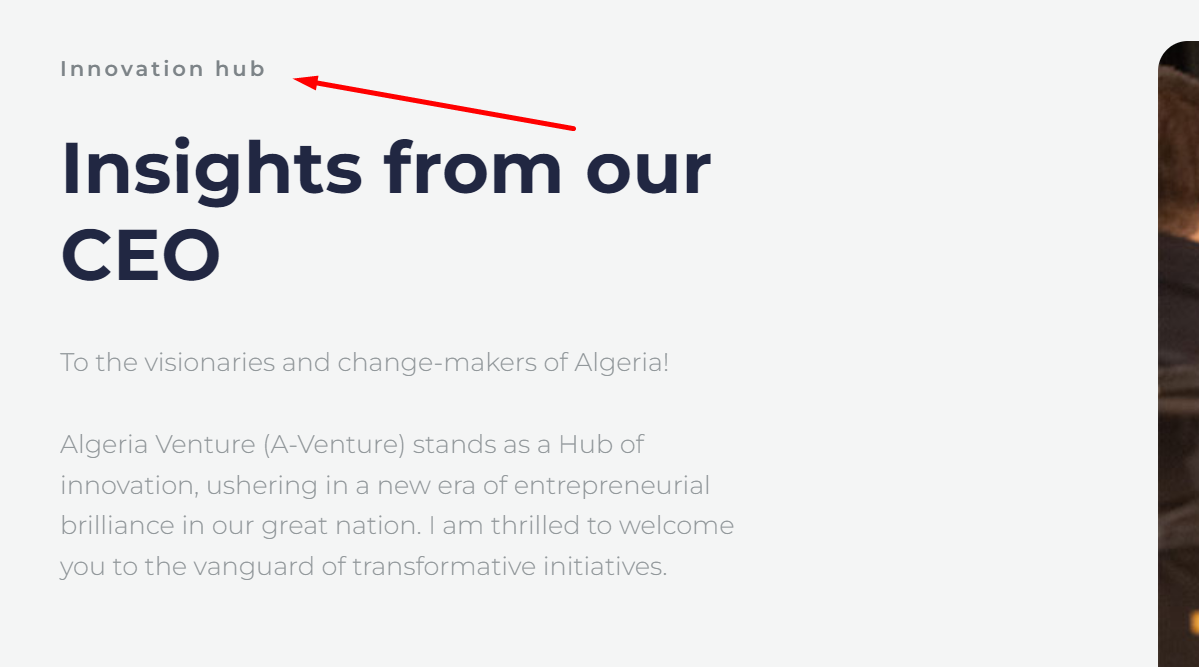 Innovation hub
Insights from our
CEO
To the visionaries and change-makers of Algeria!
Algeria Venture (A-Venture) stands as a Hub of
innovation, ushering in a new era of entrepreneurial
brilliance in our great nation. I am thrilled to welcome
you to the vanguard of transformative initiatives.